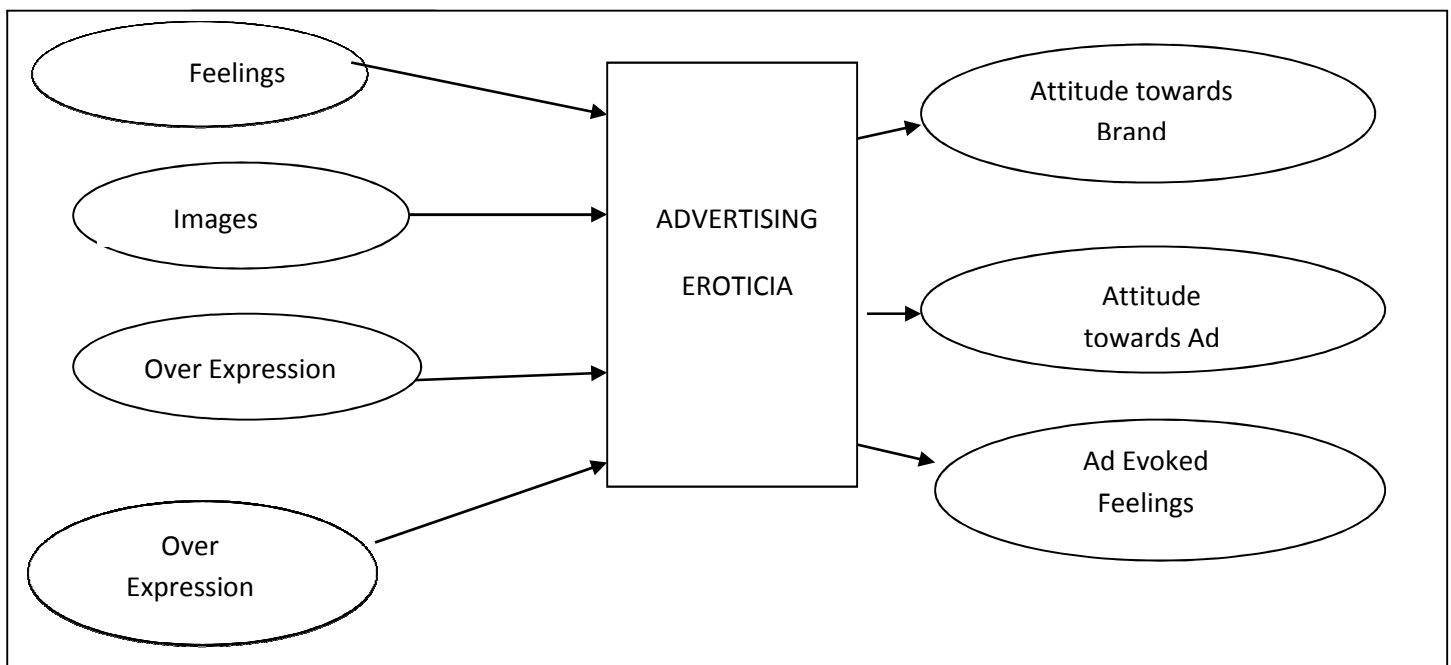 Feelings
Images
Over Expression
Over
Expression
ADVERTISING
EROTICIA
Attitude towards
Brand
Attitude
towards Ad
Ad Evoked
Feelings